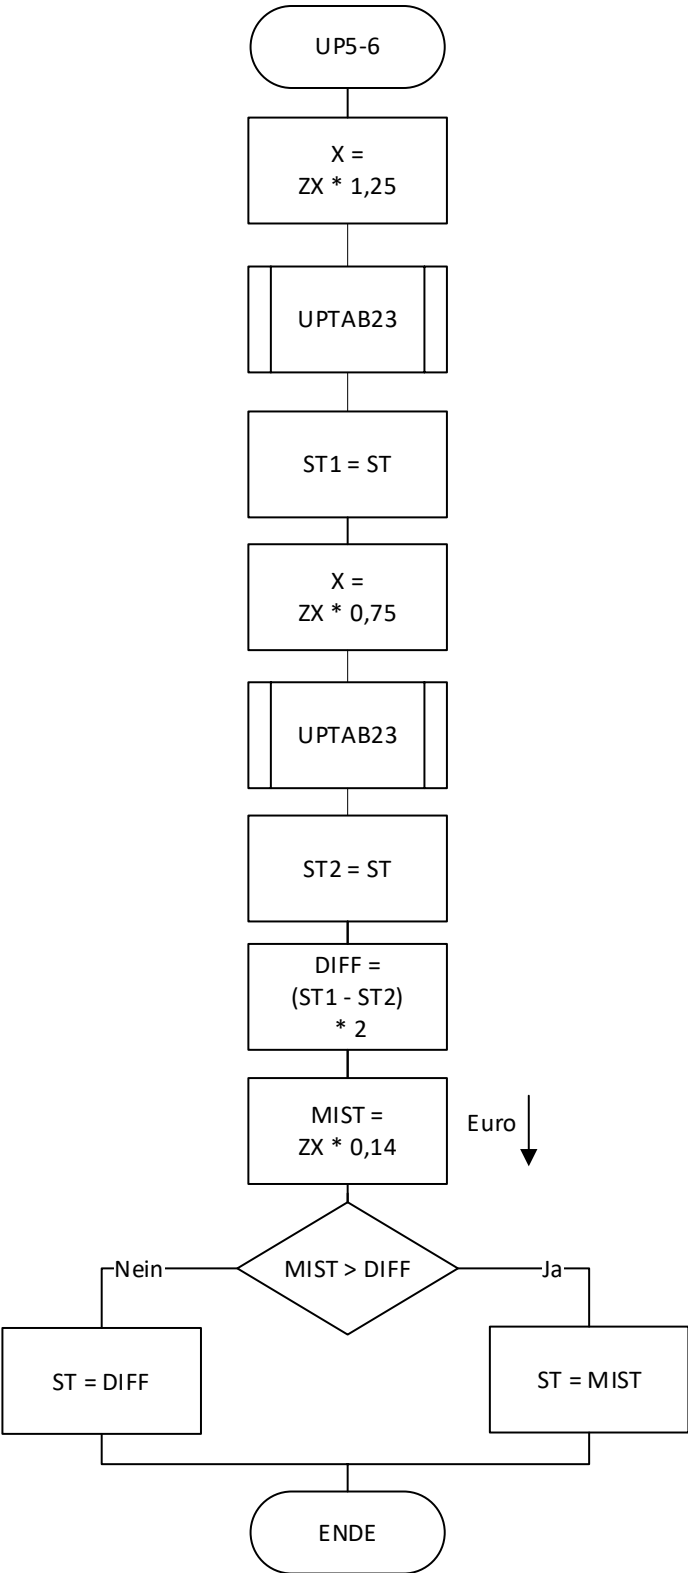 UP5-6
X =
ZX * 1,25
UPTAB23
ST1 = ST
X =
ZX * 0,75
UPTAB23
ST2 = ST
DIFF =
(ST1 - ST2)
* 2
MIST =
ZX * 0,14
Euro
Nein
MIST > DIFF
Ja
ST = DIFF
ST = MIST
ENDE